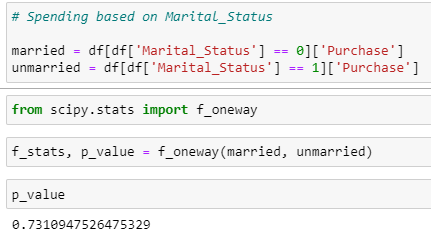 # Spending based on Marital_Status
married = df[df['Marital_Status'] == 0]['Purchase']
unmarried = df[df['Marital_Status'] == 1]['Purchase']
from scipy.stats import f_oneway
f_stats, p_value = f_oneway(married, unmarried)
p_value
0.7310947526475329